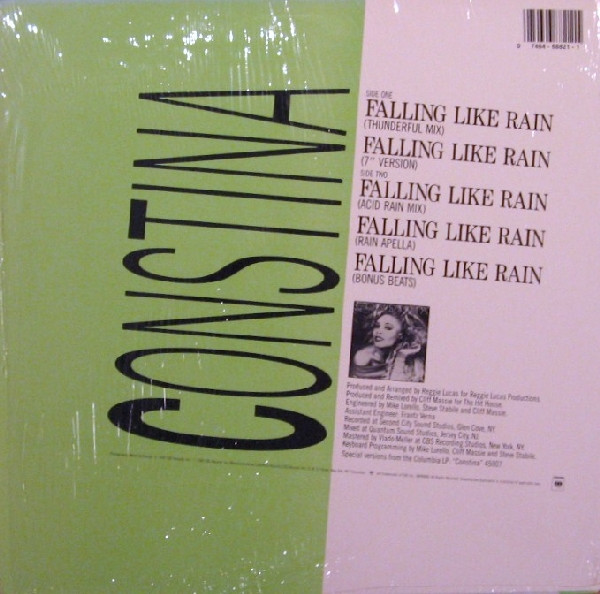 CONSTINA
SIDE ONE
FALLING LIKE RAIN
(THUNDERFUL MIX)
FALLING LIKE RAIN
(7" VERSION)
SIDE TWO
FALLING LIKE RAIN
(ACID RAIN MIX)
FALLING LIKE RAIN
(RAIN APELLA)
FALLING LIKE RAIN
(BONUS BEATS)
Produced and Arranged by Reggie Lucas for Reggie Lucas Productions.
Produced and Remixed by Cliff Massie for The Hit House.
Engineered by Mike Lorello, Steve Stabile and Cliff Massie.
Assistant Engineer: Frantz Verna
Recorded at Second City Sound Studios, Glen Cove, NY.
Mixed at Quantum Sound Studios, Jersey City, NJ.
Mastered by Vlado Meller at CBS Recording Studios, New York, NY.
Keyboard Programming by Mike Lorello, Cliff Massie and Steve Stabile.
Special versions from the Columbia LP: "Constina" 45001